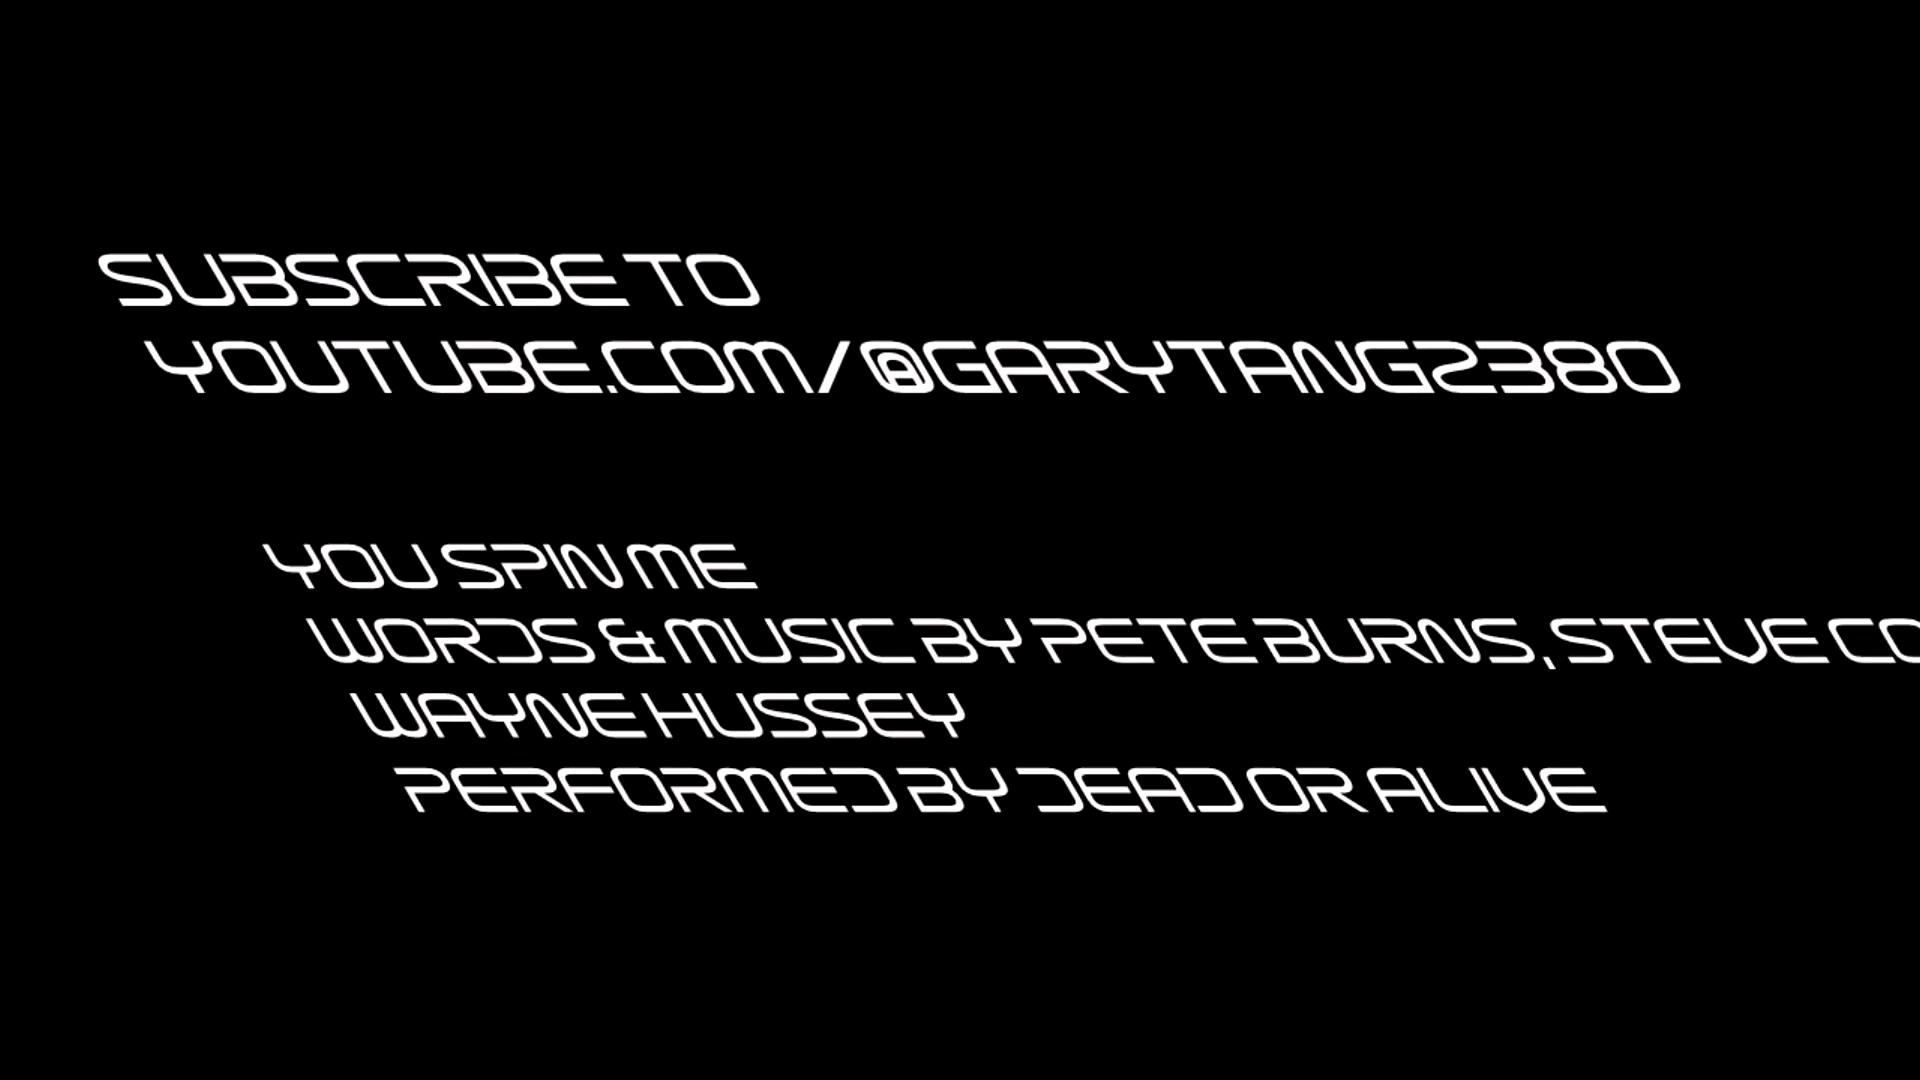 SUBSCRIBE TO
YOUTUBE.COM/@GARYTANG2380
YOU SPIN ME
WORDS & MUSIC BY PETE BURNS, STEVE
WAYNE HUSSEY
PERFORMED BY DEAD OR ALIVE